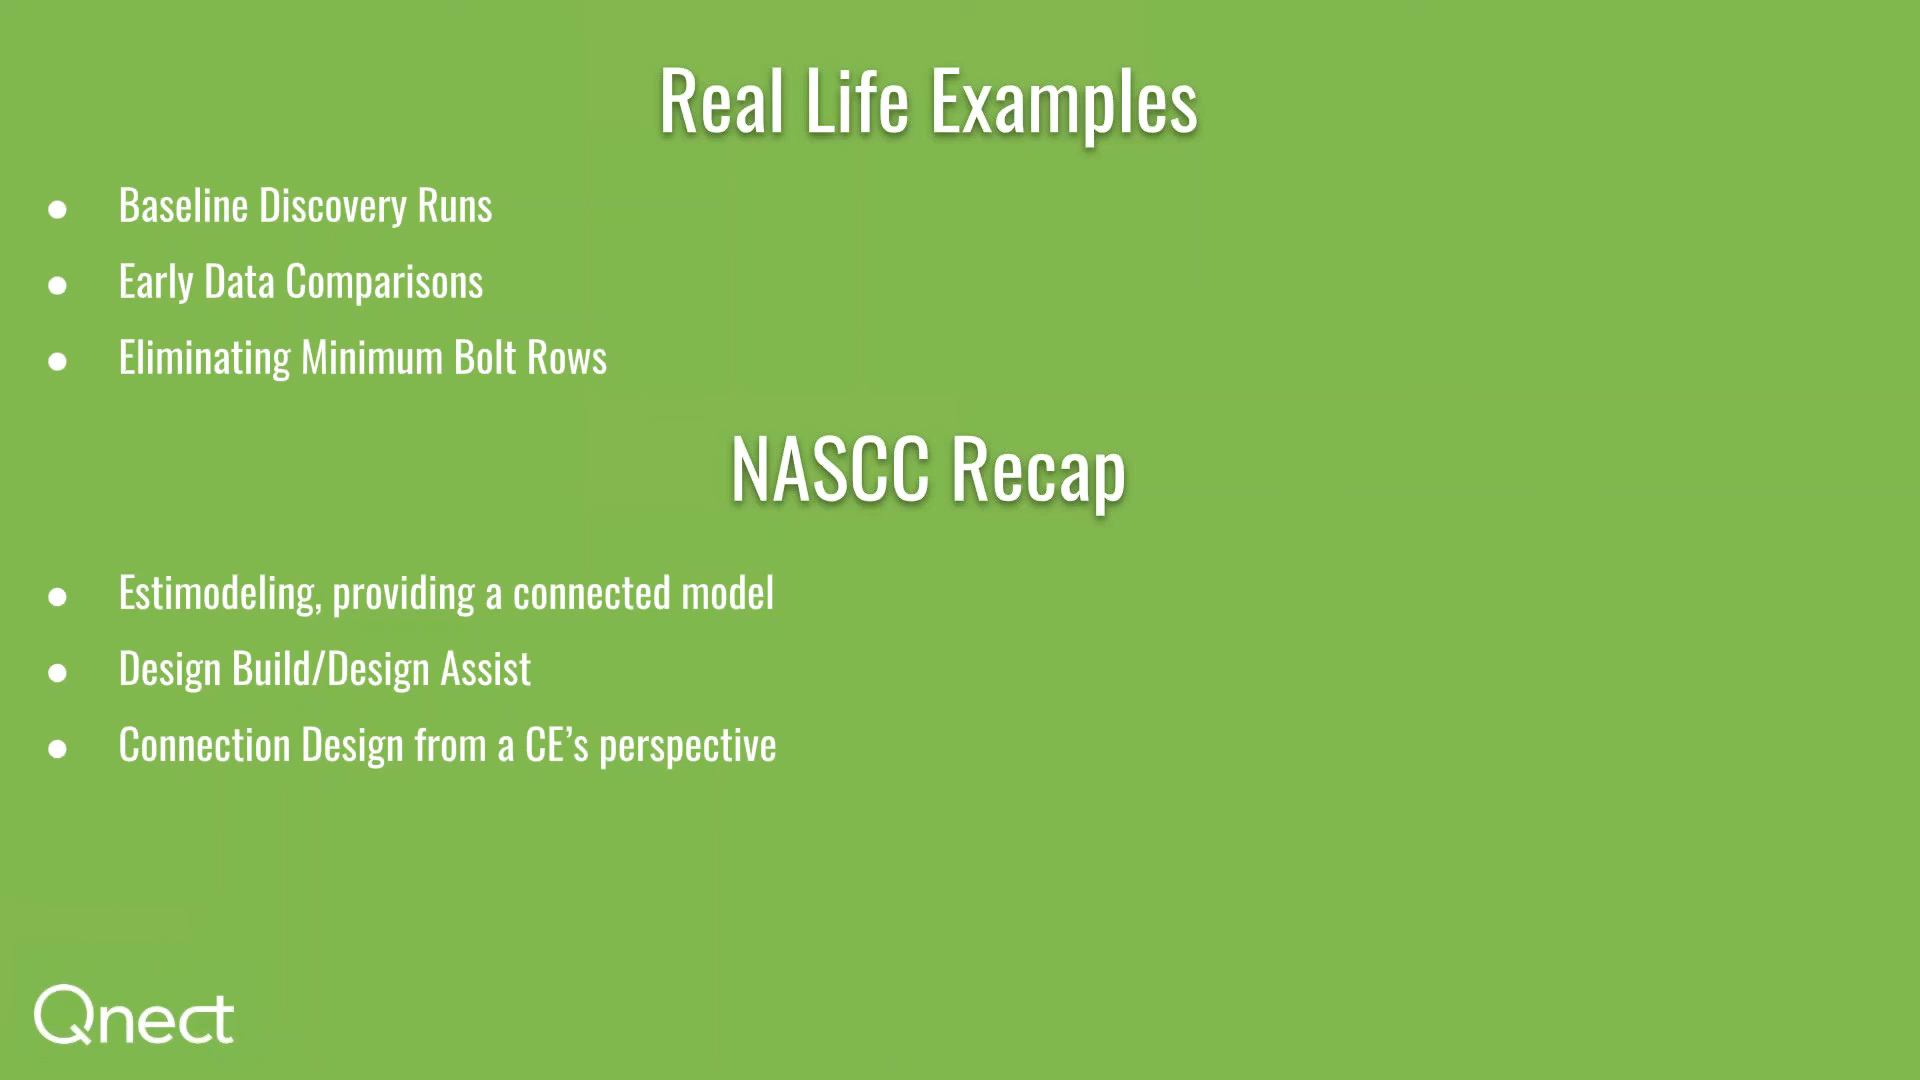 Real Life Examples
● Baseline Discovery Runs
● Early Data Comparisons
● Eliminating Minimum Bolt Rows
NASCC Recap
● Estimodeling, providing a connected model
● Design Build/Design Assist
● Connection Design from a CE’s perspective
Qnect